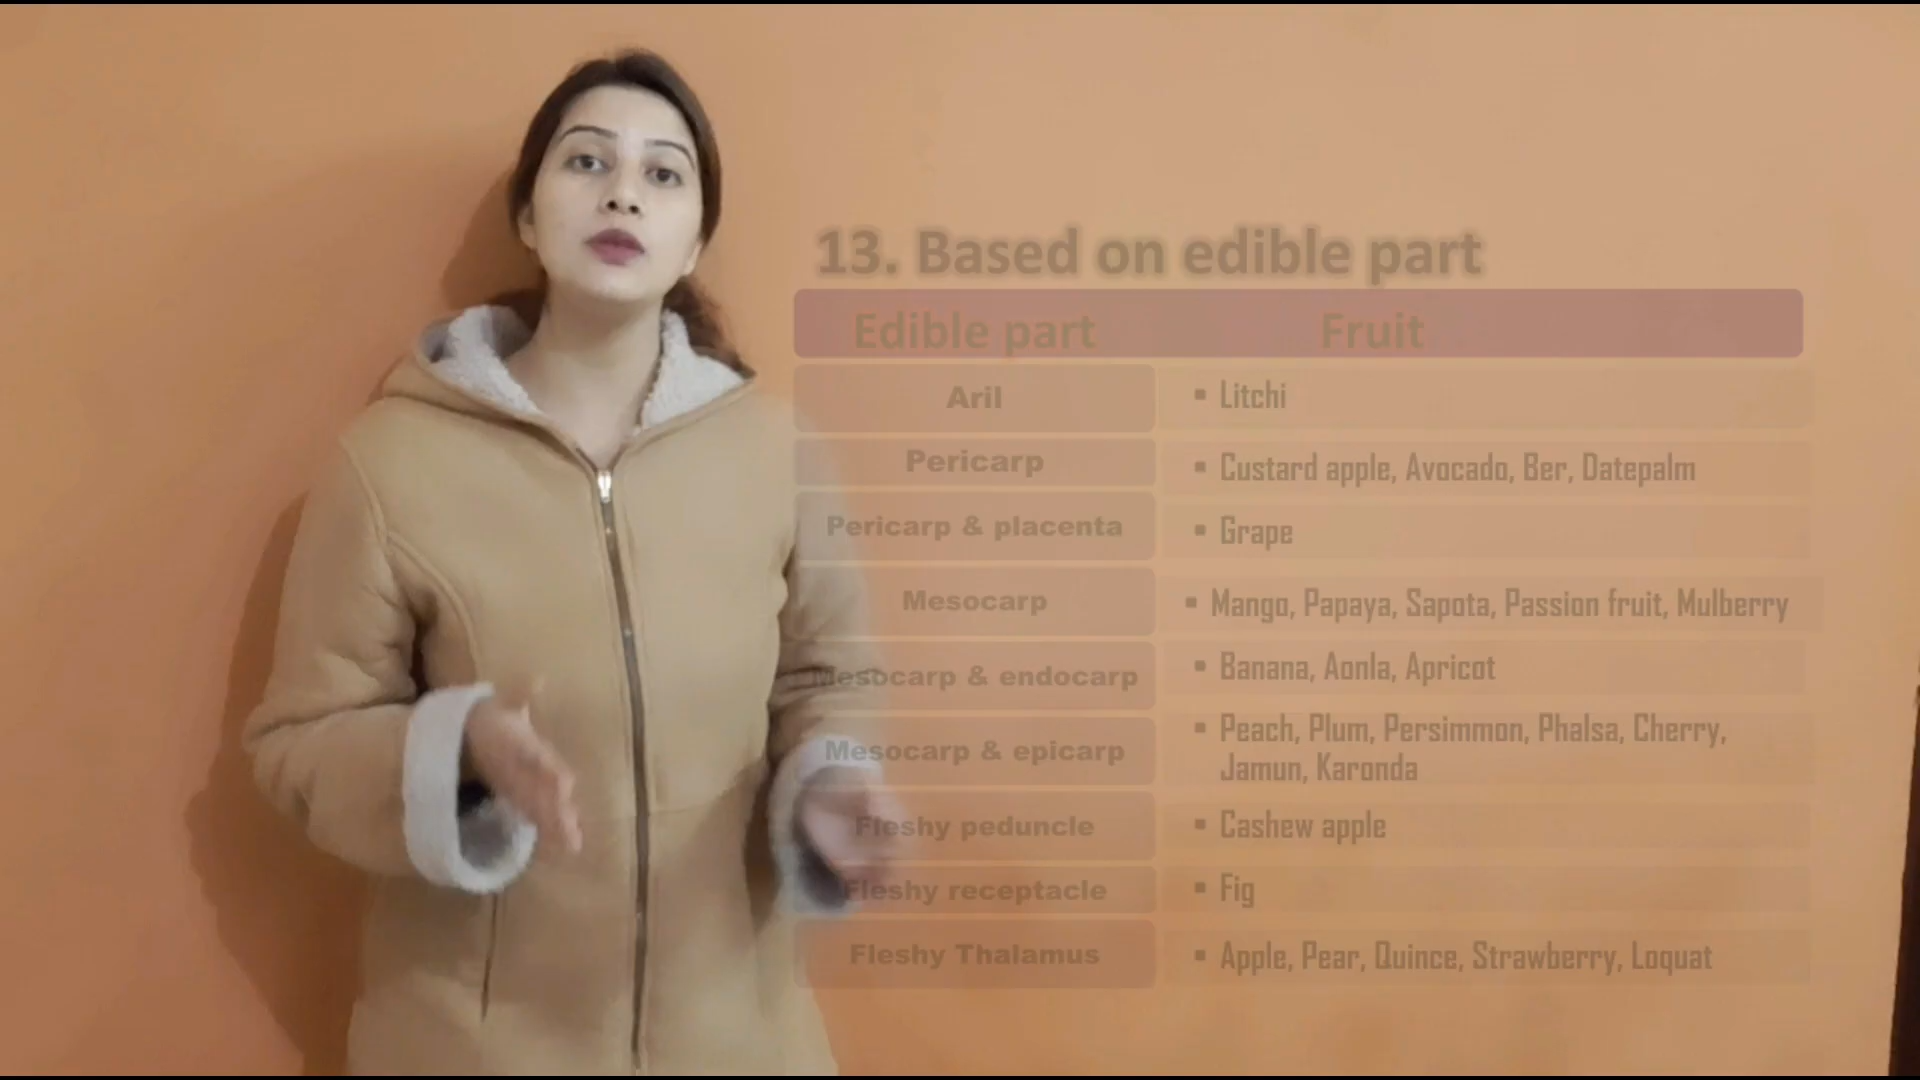 13. Based on edible part
Edible part Fruit
Aril ▪ Litchi
Pericarp ▪ Custard apple, Avocado, Ber, Datepalm
Pericarp & placenta ▪ Grape
Mesocarp ▪ Mango, Papaya, Sapota, Passion fruit, Mulberry
Mesocarp & endocarp ▪ Banana, Aonla, Apricot
Mesocarp & epicarp ▪ Peach, Plum, Persimmon, Phalsa, Cherry,
Jamun, Karonda
Fleshy peduncle ▪ Cashew apple
Fleshy receptacle ▪ Fig
Fleshy Thalamus ▪ Apple, Pear, Quince, Strawberry, Loquat